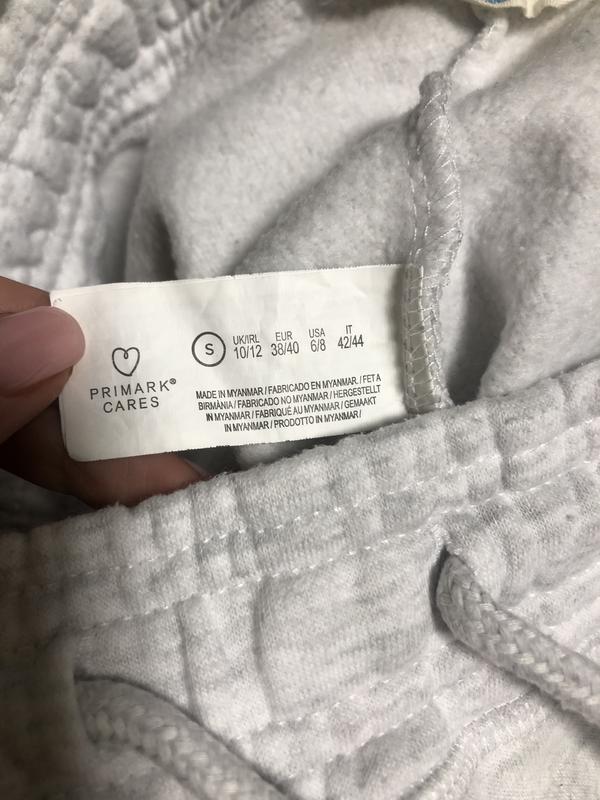 PRIMARK®
CARES
S
UK/IRL EUR USA IT
10/12 38/40 6/8 42/44
MADE IN MYANMAR / FABRICADO EN MYANMAR. / FET A
BIRMÀNIA / FABRICADO NO MYANMAR / HERGESTELLT
IN MYANMAR / FABRIQUÉ AU MYANMAR / GEMAAKT
IN MYANMAR / PRODOTTO IN MYANMAR /